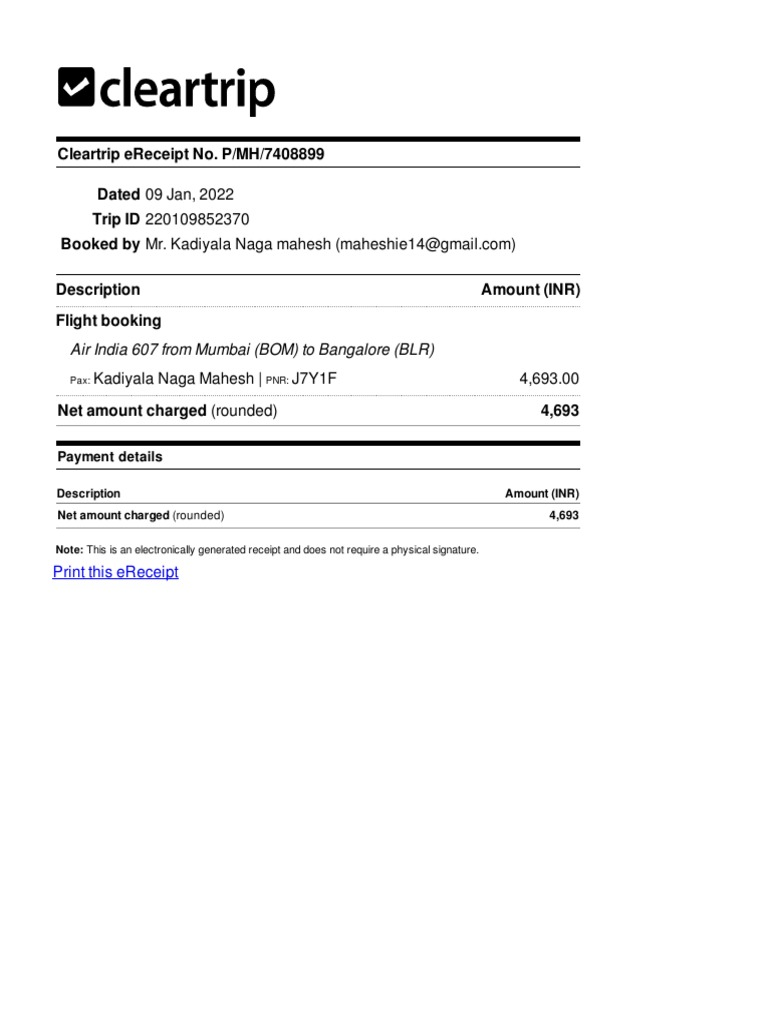 cleartrip
Cleartrip eReceipt No. P/MH/7408899
Dated 09 Jan, 2022
Trip ID 220109852370
Booked by Mr. Kadiyala Naga mahesh (maheshie14@gmail.com)
Description Amount (INR)
Flight booking
Air India 607 from Mumbai (BOM) to Bangalore (BLR)
Pax: Kadiyala Naga Mahesh | PNR: J7Y1F 4,693.00
Net amount charged (rounded) 4,693
Payment details
Description Amount (INR)
Net amount charged (rounded) 4,693
Note: This is an electronically generated receipt and does not require a physical signature.
Print this eReceipt